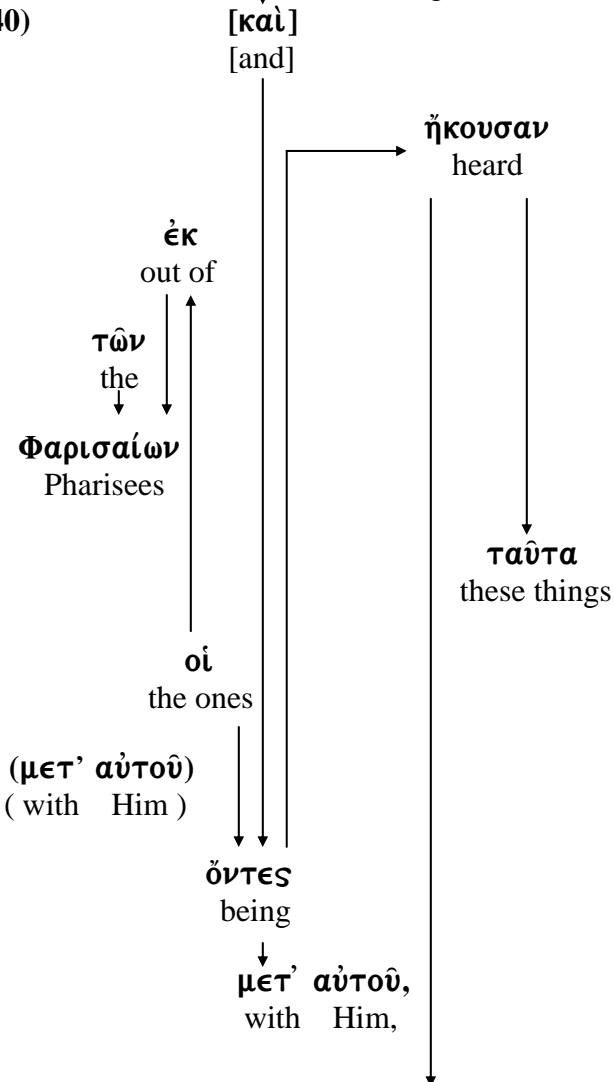 40)
[καὶ]
[and]
ἤκουσαν
heard
ἐκ
out of
τῶν
the
Φαρισαίων
Pharisees
ταῦτα
these things
οἱ
the ones
(μετ’ αὐτοῦ)
( with Him )
ὄντες
being
μετ’ αὐτοῦ,
with Him,